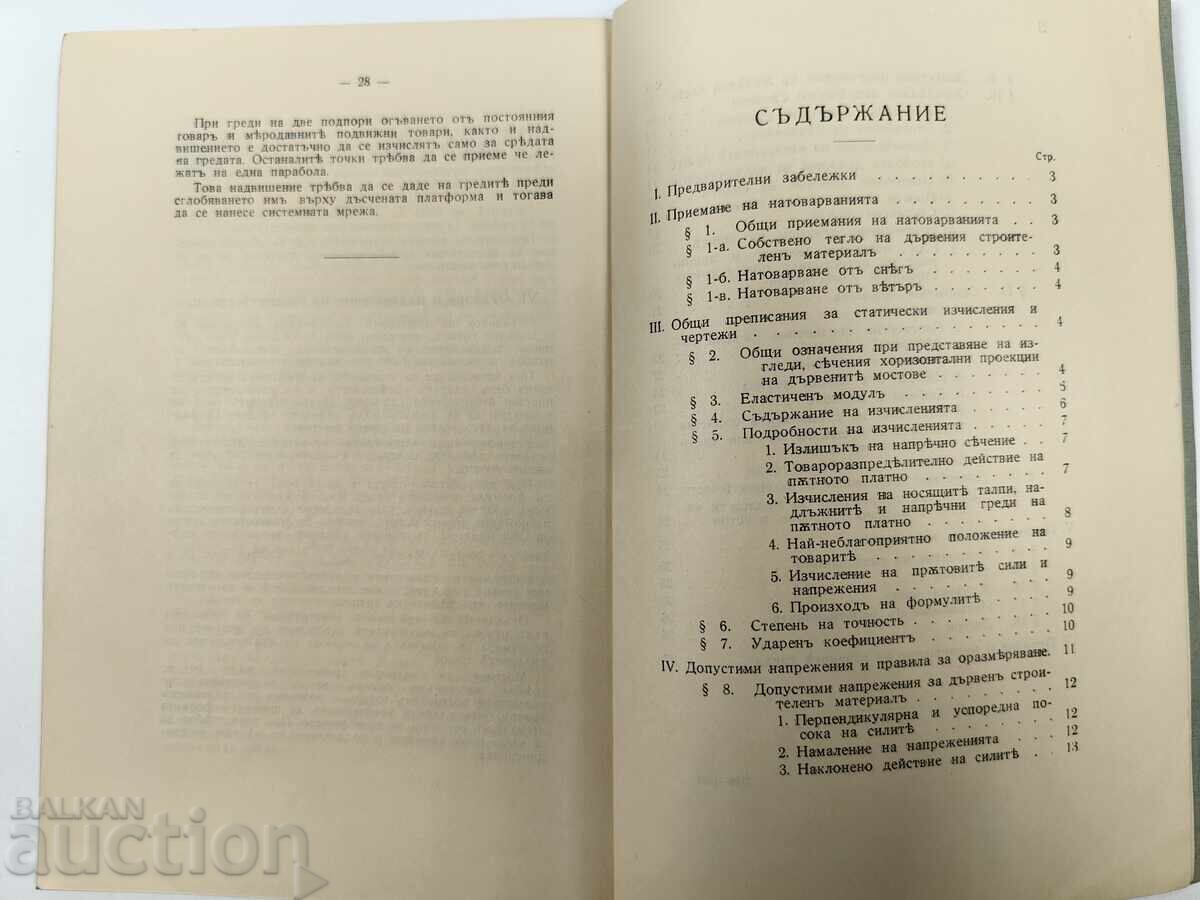 — 28 —
При греди на две подпори огъването отъ постоянния
товаръ и мѣродавнитѣ подвижни товари, както и над-
вишението е достатъчно да се изчислятъ само за срѣдата
на гредата. Останалитѣ точки трѣбва да се приеме че ле-
жатъ на една парабола.
Това надвишение трѣбва да се даде на гредитѣ преди
сглобяването имъ върху дъсчената платформа и тогава
да се нанесе системната мрежа.
СЪДЪРЖАНИЕ
Стр.
I. Предварителни забележки . . . . . . . . . 3
II. Приемане на натоварванията . . . . . . . . 3
§ 1. Общи приемания на натоварванията . . 3
§ 1-а. Собствено тегло на дървения строите-
ленъ материалъ . . . . . . . . . 3
§ 1-б. Натоварване отъ снѣгъ . . . . . . . 4
§ 1-в. Натоварване отъ вѣтъръ . . . . . . . 4
III. Общи преписания за статически изчисления и
чертежи . . . . . . . . . . . . . . . . 4
§ 2. Общи означения при представяне на из-
гледи, сѣчения хоризонтални проекции
на дървенитѣ мостове . . . . . . . 4
§ 3. Еластиченъ модулъ . . . . . . . . . 5
§ 4. Съдържание на изчисленията . . . . . 6
§ 5. Подробности на изчисленията . . . . . 7
1. Излишъкъ на напрѣчно сѣчение . . 7
2. Товароразпредѣлително действие на
пѫтното платно . . . . . . . . 7
3. Изчисления на носящитѣ талпи, на-
длъжнитѣ и напрѣчни греди на
пѫтното платно . . . . . . . . 8
4. Най-неблагоприятно положение на
товаритѣ . . . . . . . . . . . 9
5. Изчисление на прѫтовитѣ сили и
напрежения . . . . . . . . . . 9
6. Произходъ на формулитѣ . . . . . 9
§ 6. Степень на точность . . . . . . . . . 10
§ 7. Ударенъ коефициентъ . . . . . . . . 10
IV. Допустими напрежения и правила за оразмѣряване. 11
§ 8. Допустими напрежения за дървенъ строи-
теленъ материалъ . . . . . . . . . 12
1. Перпендикулярна и успоредна по-
сока на силитѣ . . . . . . . . 12
2. Намаление на напреженията . . . . 12
3. Наклонено действие на силитѣ . . 13
BALKAN
auction